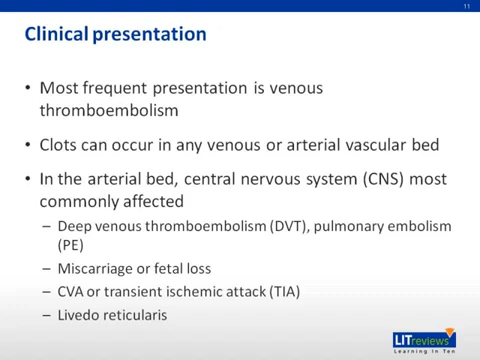 11
Clinical presentation
• Most frequent presentation is venous
thromboembolism
• Clots can occur in any venous or arterial vascular bed
• In the arterial bed, central nervous system (CNS) most
commonly affected
– Deep venous thromboembolism (DVT), pulmonary embolism
(PE)
– Miscarriage or fetal loss
– CVA or transient ischemic attack (TIA)
– Livedo reticularis
LITreviews
Learning in Ten